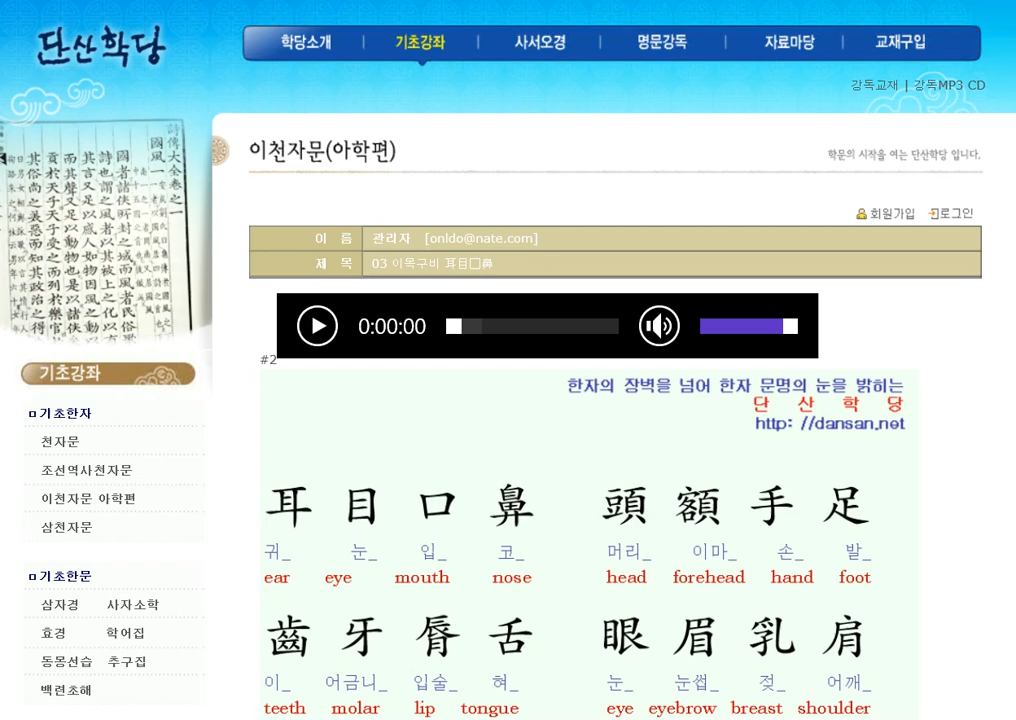 단산학당
학당소개 | 기초강좌 | 사서오경 | 명문강독 | 자료마당 | 교재구입
강독교재 | 강독MP3 CD
이천자문(아학편)
학문의 시작을 여는 단산학당 입니다.
회원가입 로그인
이 름 관리자 [onldo@nate.com]
제 목 03 이목구비 耳目口鼻
0:00:00
#2
한자의 장벽을 넘어 한자 문명의 눈을 밝히는
단 산 학 당
http: //dansan.net
耳 目 口 鼻 頭 額 手 足
귀_ 눈_ 입_ 코_ 머리_ 이마_ 손_ 발_
ear eye mouth nose head forehead hand foot
齒 牙 脣 舌 眼 眉 乳 肩
이_ 어금니_ 입술_ 혀_ 눈_ 눈썹_ 젖_ 어깨_
teeth molar lip tongue eye eyebrow breast shoulder
기초강좌
기초한자
천자문
조선역사천자문
이천자문 아학편
삼천자문
기초한문
삼자경 사자소학
효경 학어집
동몽선습 추구집
백련초해
詩傳大全卷之一
國風一